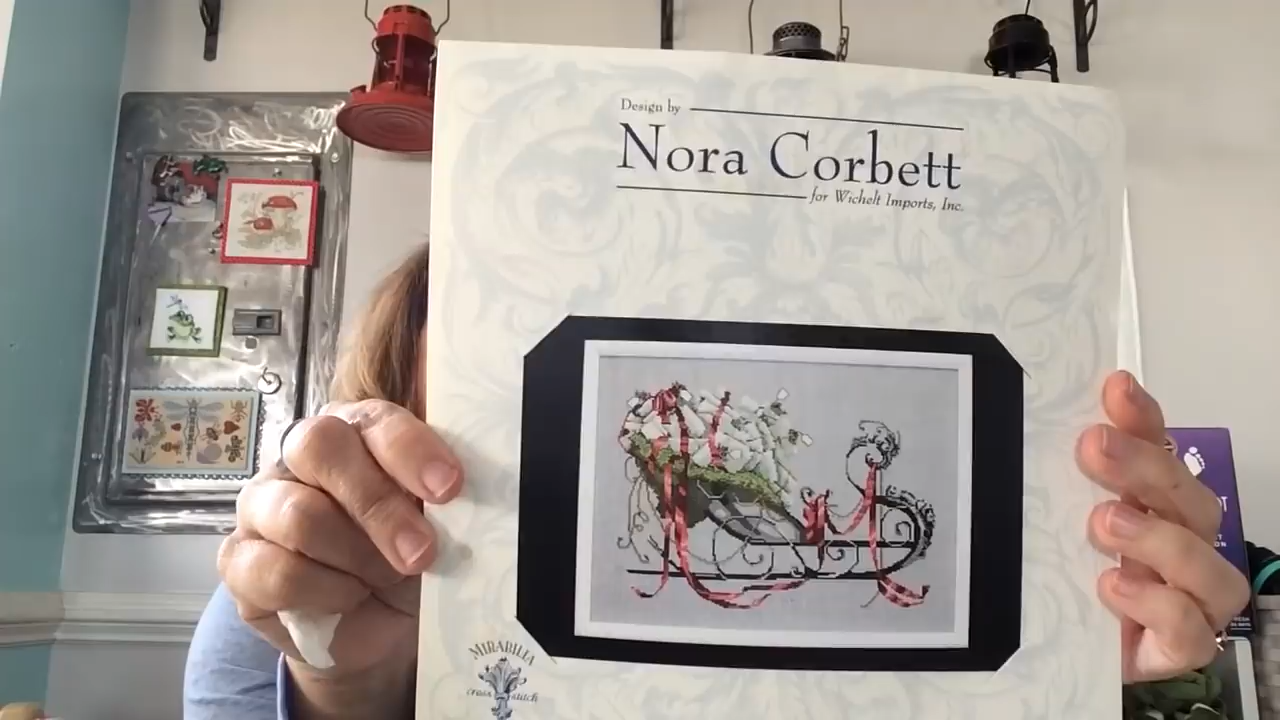 Design by
Nora Corbett
for Wichelt Imports, Inc.
MIRABILIA
cross stitch